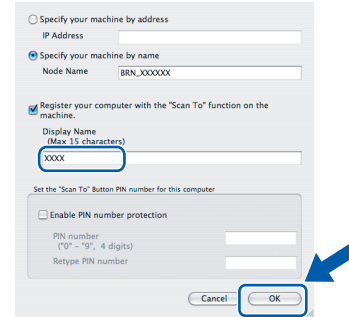 Specify your machine by address
IP Address
Specify your machine by name
Node Name BRN_XXXXXX
Register your computer with the "Scan To" function on the
machine.
Display Name
(Max 15 characters)
XXXX
Set the "Scan To" Button PIN number for this computer
Enable PIN number protection
PIN number
("0" – "9", 4 digits)
Retype PIN number
Cancel OK